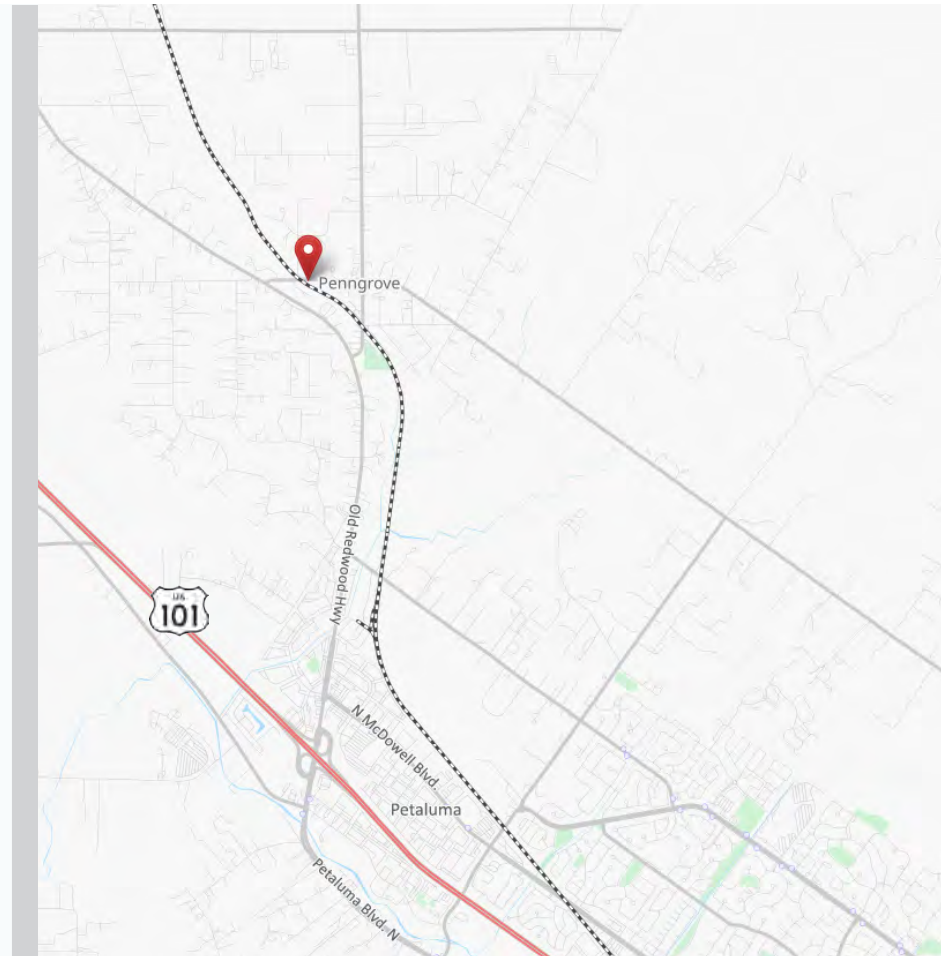 Penngrove
Old Redwood Hwy
101
N McDowell Blvd.
Petaluma
Petaluma Blvd. N